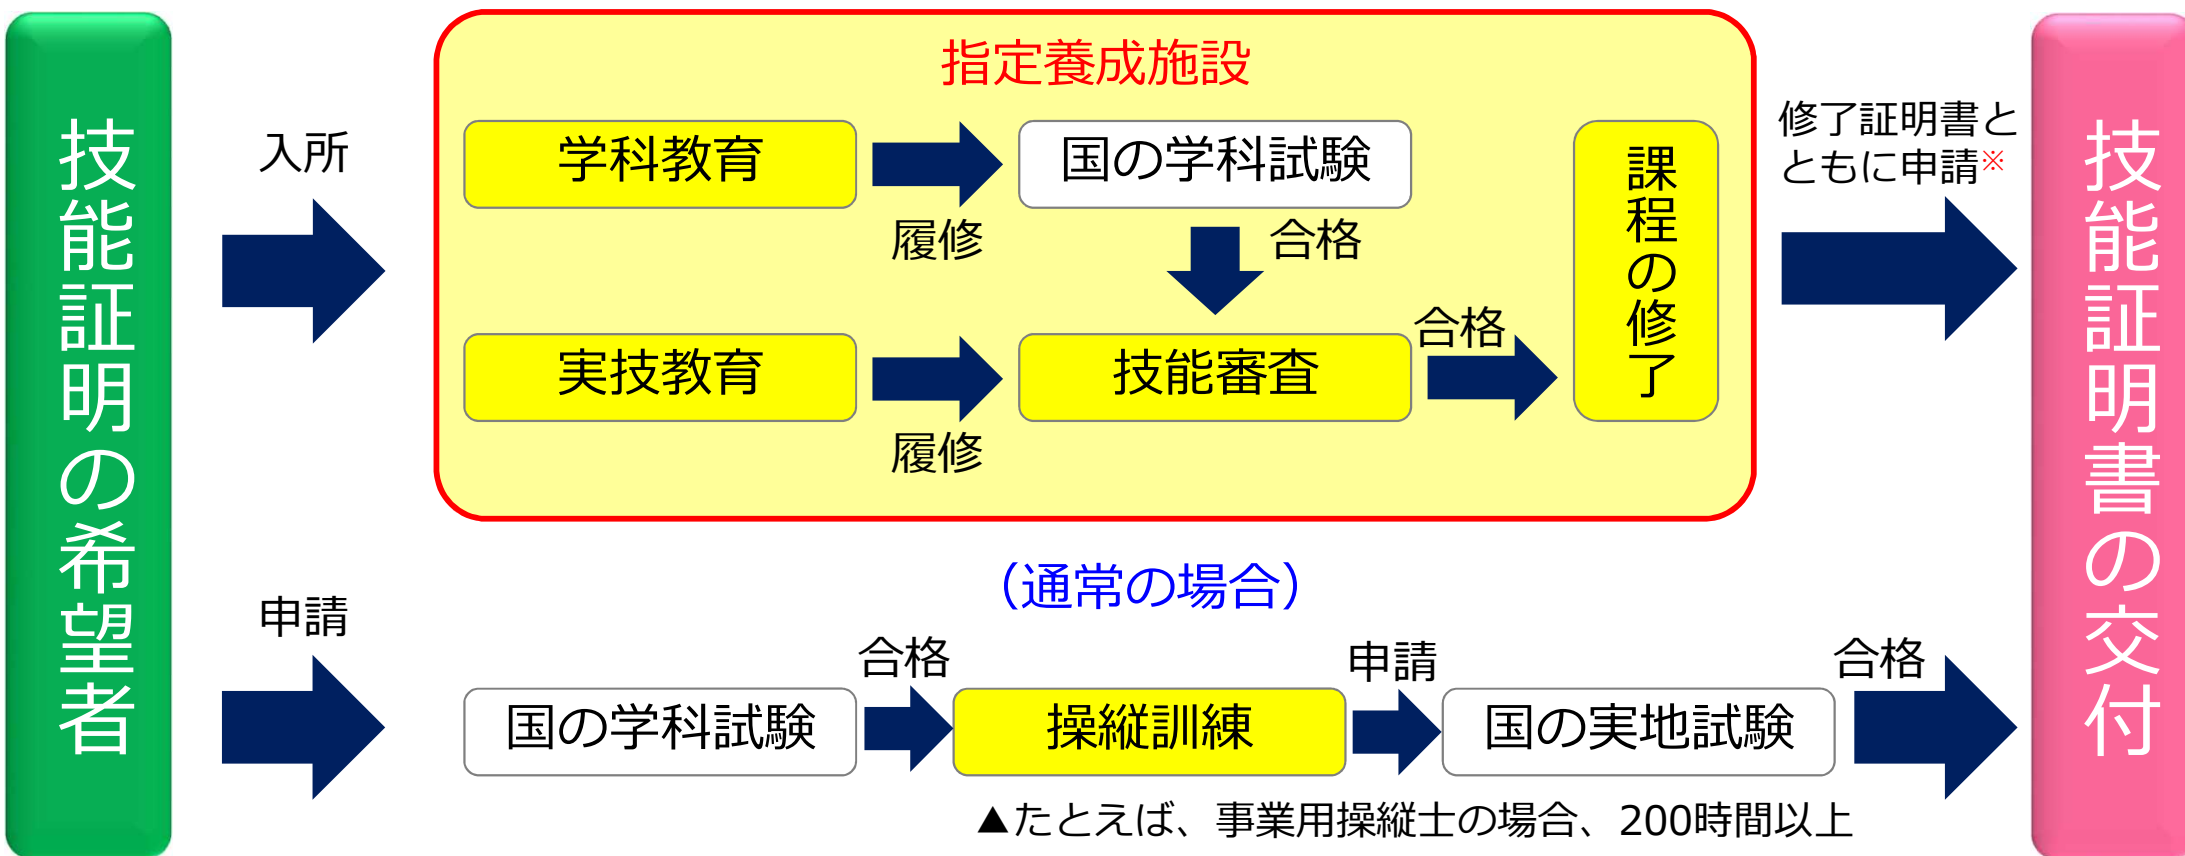 技能証明の希望者
入所
指定養成施設
学科教育
履修
国の学科試験
合格
実技教育
履修
技能審査
合格
課程の修了
修了証明書と
ともに申請※
(通常の場合)
申請
国の学科試験
合格
操縦訓練
申請
国の実地試験
合格
▲たとえば、事業用操縦士の場合、200時間以上
技能証明書の交付